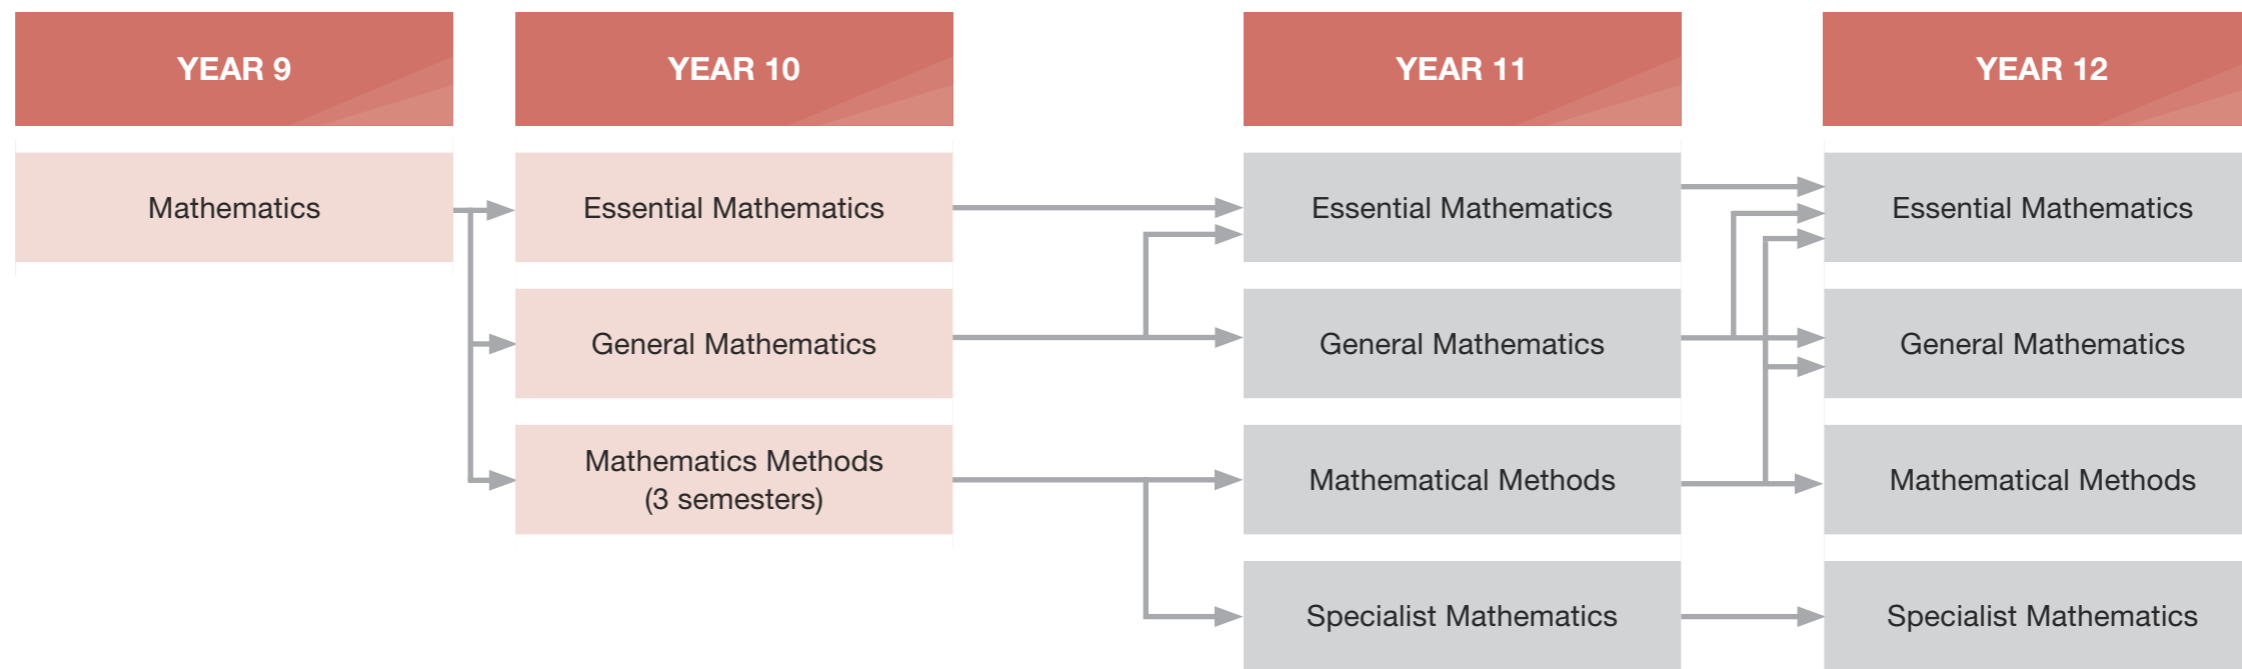 YEAR 9
YEAR 10
YEAR 11
YEAR 12
Mathematics
Essential Mathematics
Essential Mathematics
Essential Mathematics
General Mathematics
General Mathematics
General Mathematics
Mathematics Methods
(3 semesters)
Mathematical Methods
Mathematical Methods
Specialist Mathematics
Specialist Mathematics